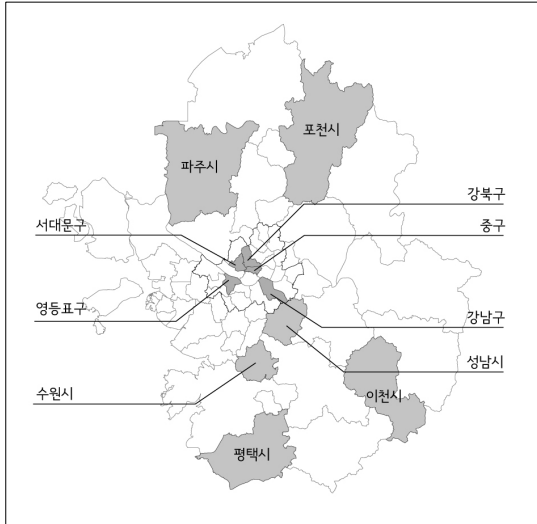 포천시
파주시
강북구
서대문구
중구
영등표구
강남구
성남시
수원시
이천시
평택시